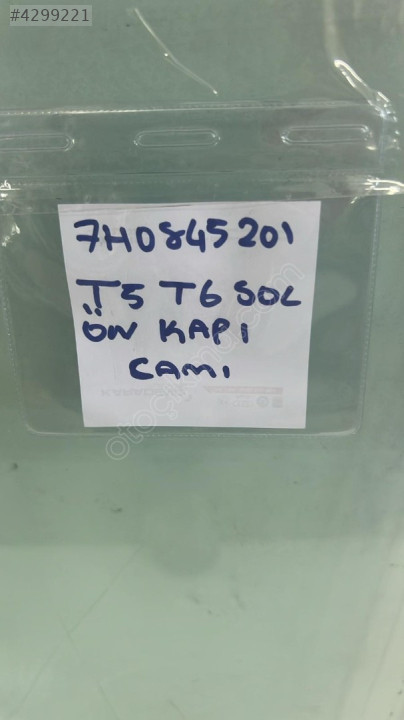 #4299221
7H0845201
T5 T6 SOL
ÖN KAPI
CAMI